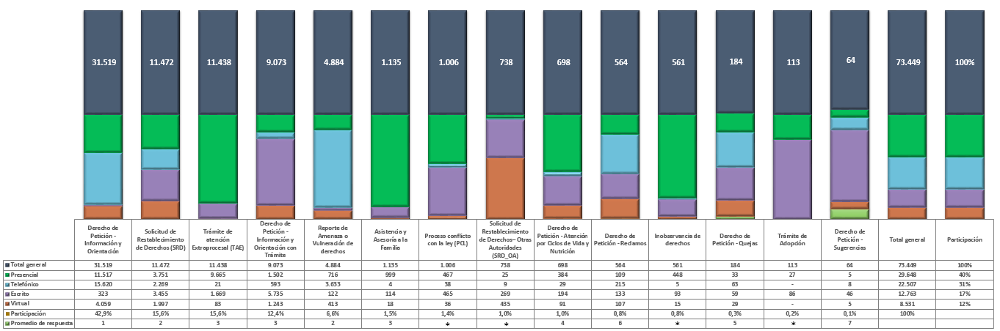 31.519 11.472 11.438 9.073 4.884 1.135 1.006 738 698 564 561 184 113 64 73.449 100%
Derecho de Petición - Información y Orientación
Solicitud de Restablecimiento de Derechos (SRD)
Trámite de atención Extraprocesal (TAE)
Derecho de Petición - Información y Orientación con Trámite
Reporte de Amenaza o Vulneración de derechos
Asistencia y Asesoría a la Familia
Proceso conflicto con la ley (PCL)
Solicitud de Restablecimiento de Derechos– Otras Autoridades (SRD_OA)
Derecho de Petición - Atención por Ciclos de Vida y Nutrición
Derecho de Petición - Reclamos
Inobservancia de derechos
Derecho de Petición - Quejas
Trámite de Adopción
Derecho de Petición - Sugerencias
Total general
Participación
Total general 31.519 11.472 11.438 9.073 4.884 1.135 1.006 738 698 564 561 184 113 64 73.449 100%
Presencial 11.517 3.751 9.665 1.502 716 999 467 25 384 109 448 33 27 5 29.648 40%
Telefónico 15.620 2.269 21 593 3.633 4 38 9 29 215 5 63 - 8 22.507 31%
Escrito 323 3.455 1.669 5.735 122 114 465 269 194 133 93 59 86 46 12.763 17%
Virtual 4.059 1.997 83 1.243 413 18 36 435 91 107 15 29 - 5 8.531 12%
Participación 42,9% 15,6% 15,6% 12,4% 6,6% 1,5% 1,4% 1,0% 1,0% 0,8% 0,8% 0,3% 0,2% 0,1% 100%
Promedio de respuesta 1 2 3 3 2 3 * * 4 6 * 5 * 7